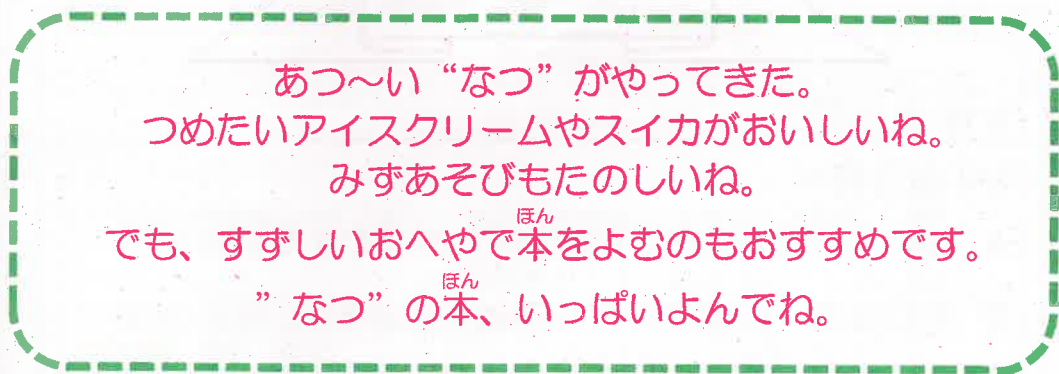 あつ〜い“なつ”がやってきた。
つめたいアイスクリームやスイカがおいしいね。
みずあそびもたのしいね。
でも、すずしいおへやで本をよむのもおすすめです。
”なつ”の本、いっぱいよんでね。